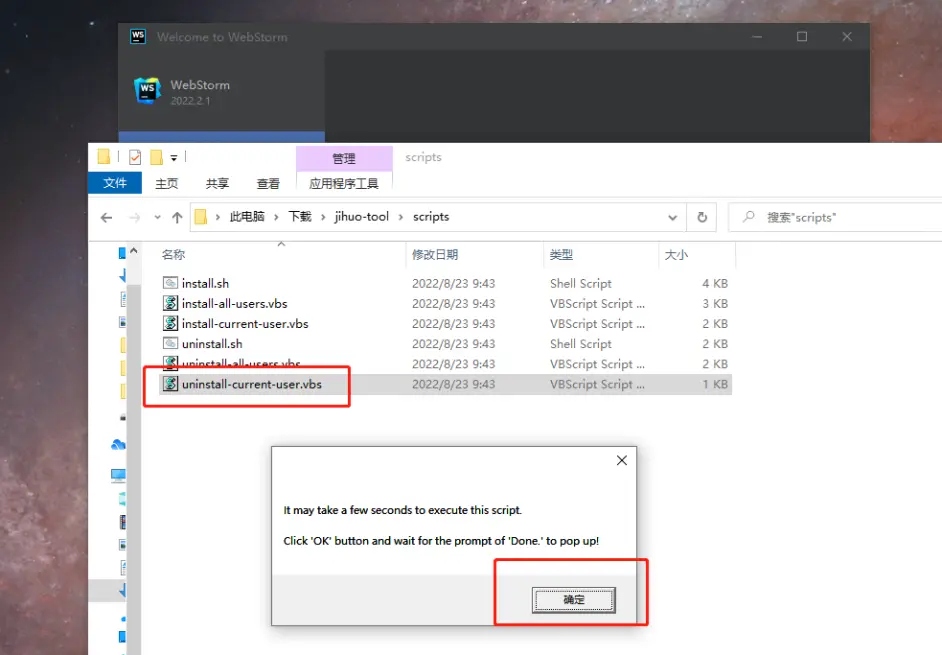 WS Welcome to WebStorm
WS WebStorm
2022.2.1
管理 scripts
文件 主页 共享 查看 应用程序工具
此电脑 下载 jihuo-tool scripts 搜索"scripts"
名称 修改日期 类型 大小
install.sh 2022/8/23 9:43 Shell Script 4 KB
install-all-users.vbs 2022/8/23 9:43 VBScript Script ... 3 KB
install-current-user.vbs 2022/8/23 9:43 VBScript Script ... 2 KB
uninstall.sh 2022/8/23 9:43 Shell Script 2 KB
uninstall-all-users.vbs 2022/8/23 9:43 VBScript Script ... 2 KB
uninstall-current-user.vbs 2022/8/23 9:43 VBScript Script ... 1 KB
It may take a few seconds to execute this script.
Click 'OK' button and wait for the prompt of 'Done.' to pop up!
确定